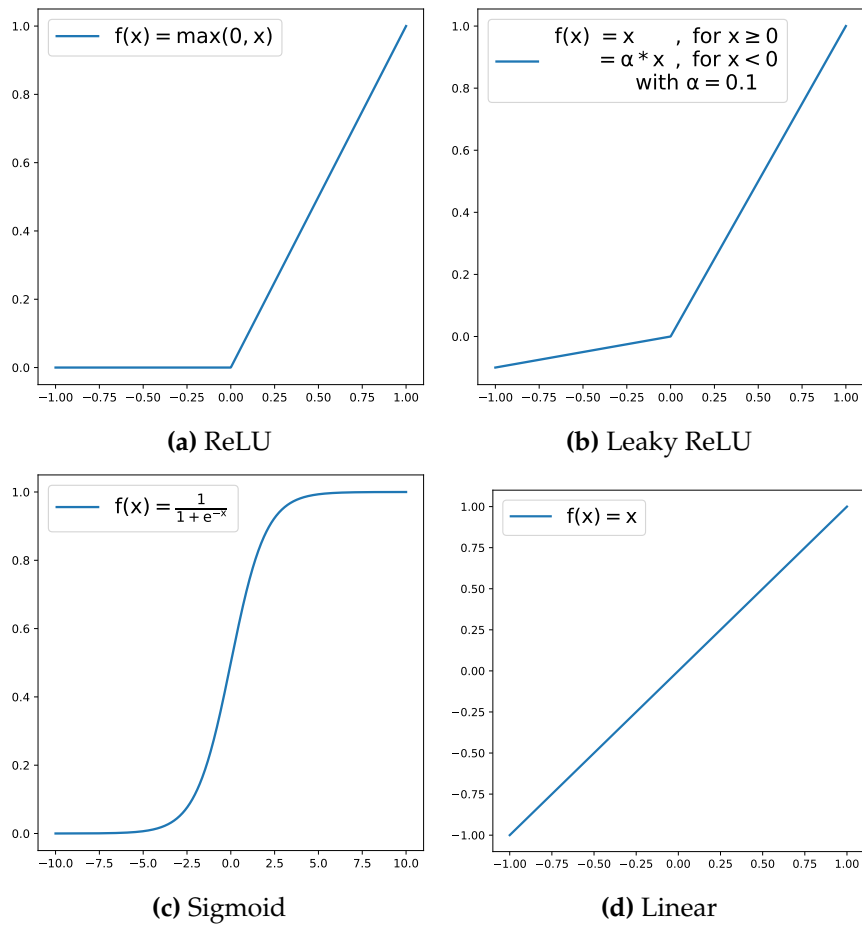 f(x) = max(0, x)
1.0
0.8
0.6
0.4
0.2
0.0
−1.00 −0.75 −0.50 −0.25 0.00 0.25 0.50 0.75 1.00
(a) ReLU
f(x) = x , for x ≥ 0
= α * x , for x < 0
with α = 0.1
1.0
0.8
0.6
0.4
0.2
0.0
−1.00 −0.75 −0.50 −0.25 0.00 0.25 0.50 0.75 1.00
(b) Leaky ReLU
f(x) = 1/(1 + e^−x)
1.0
0.8
0.6
0.4
0.2
0.0
−10.0 −7.5 −5.0 −2.5 0.0 2.5 5.0 7.5 10.0
(c) Sigmoid
f(x) = x
1.00
0.75
0.50
0.25
0.00
−0.25
−0.50
−0.75
−1.00
−1.00 −0.75 −0.50 −0.25 0.00 0.25 0.50 0.75 1.00
(d) Linear